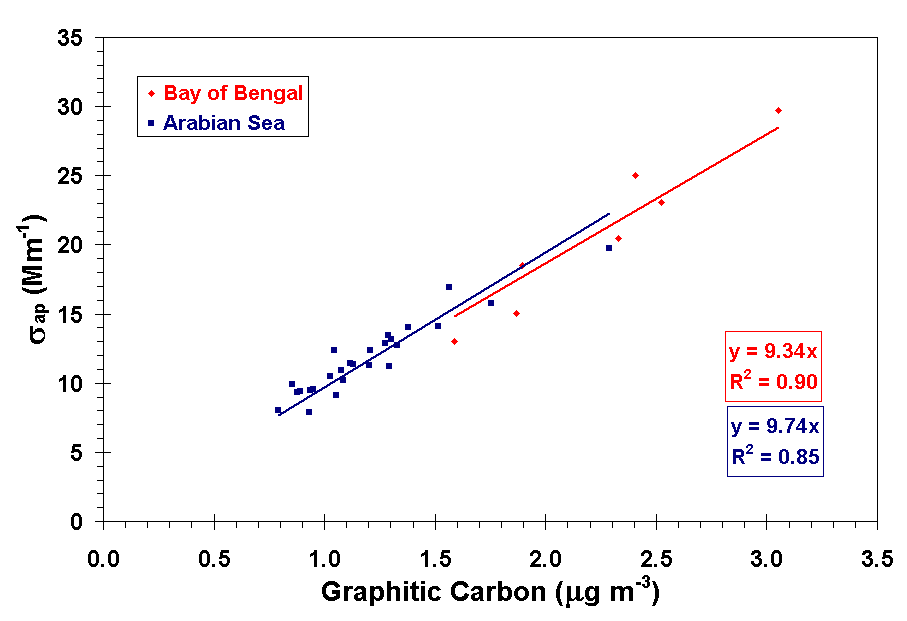 35
30
25
20
15
10
5
0
σap (Mm-1)
Bay of Bengal
Arabian Sea
y = 9.34x
R2 = 0.90
y = 9.74x
R2 = 0.85
0.0 0.5 1.0 1.5 2.0 2.5 3.0 3.5
Graphitic Carbon (μg m-3)